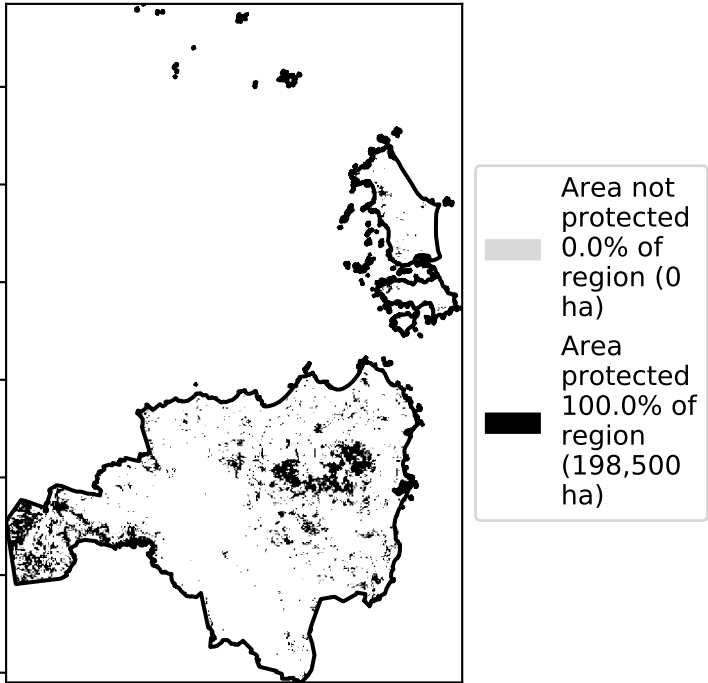 Area not
protected
0.0% of
region (0
ha)
Area
protected
100.0% of
region
(198,500
ha)